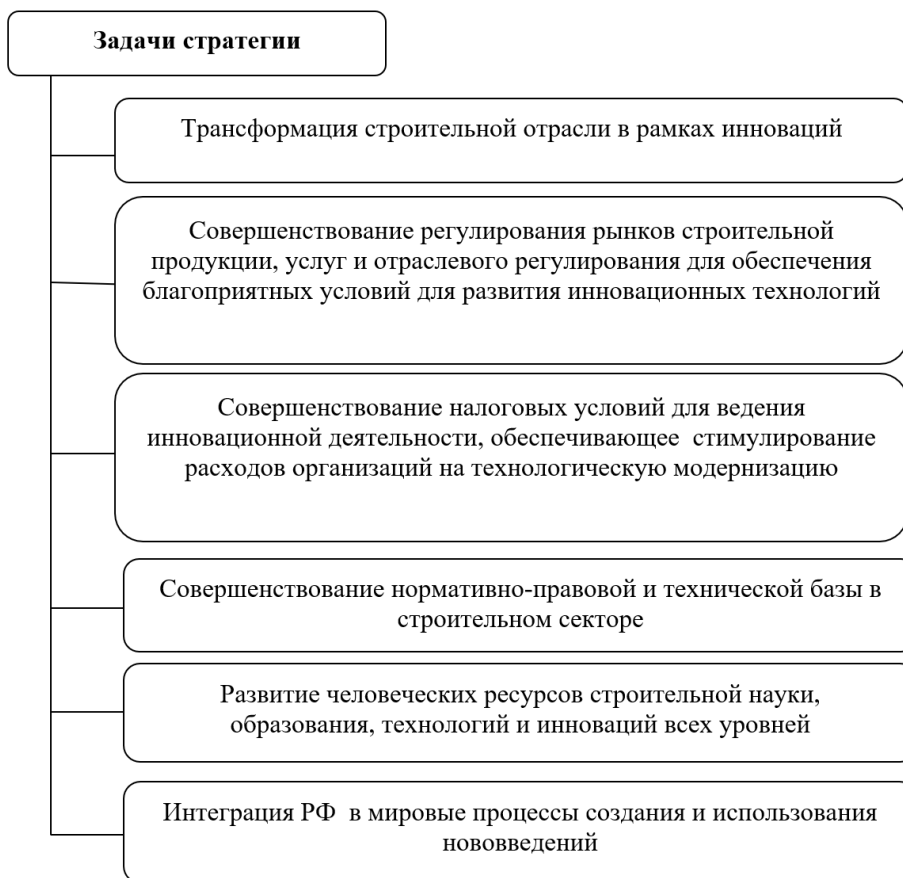 Задачи стратегии
Трансформация строительной отрасли в рамках инноваций
Совершенствование регулирования рынков строительной
продукции, услуг и отраслевого регулирования для обеспечения
благоприятных условий для развития инновационных технологий
Совершенствование налоговых условий для ведения
инновационной деятельности, обеспечивающее  стимулирование
расходов организаций на технологическую модернизацию
Совершенствование нормативно-правовой и технической базы в
строительном секторе
Развитие человеческих ресурсов строительной науки,
образования, технологий и инноваций всех уровней
Интеграция РФ  в мировые процессы создания и использования
нововведений